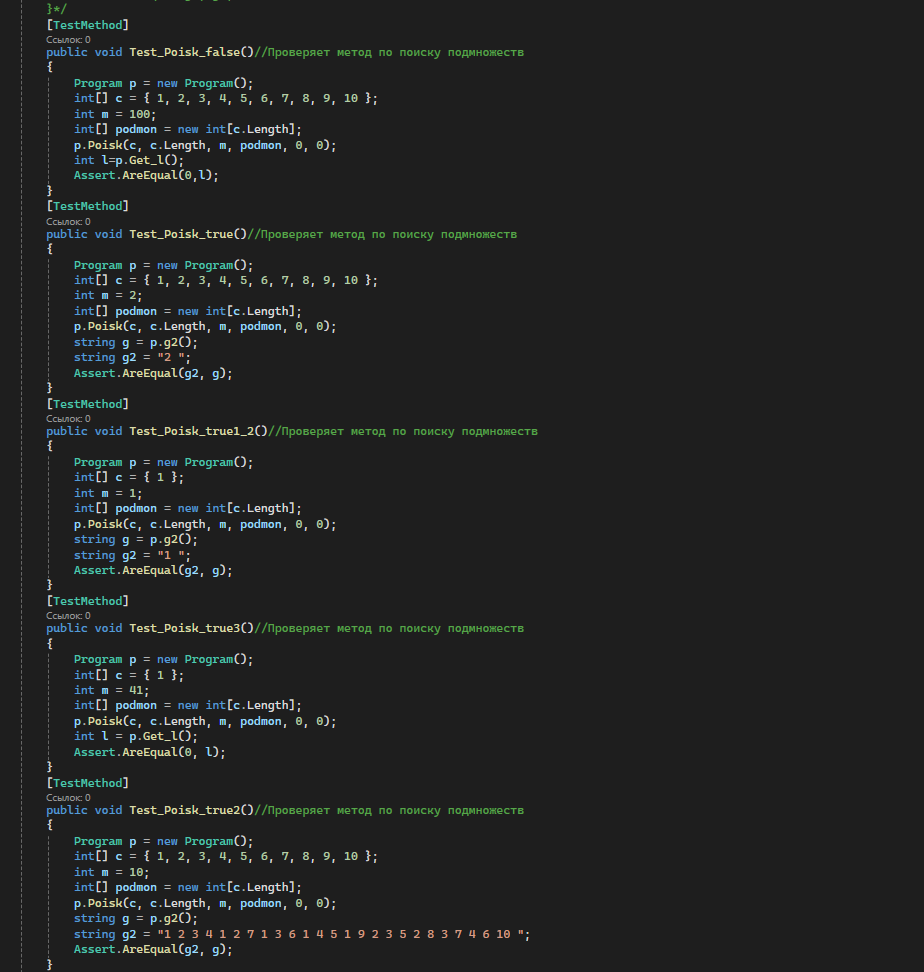 }*/
[TestMethod]
Ссылок: 0
public void Test_Poisk_false()//Проверяет метод по поиску подмножеств
{
Program p = new Program();
int[] c = { 1, 2, 3, 4, 5, 6, 7, 8, 9, 10 };
int m = 100;
int[] podmon = new int[c.Length];
p.Poisk(c, c.Length, m, podmon, 0, 0);
int l=p.Get_l();
Assert.AreEqual(0,l);
}
[TestMethod]
Ссылок: 0
public void Test_Poisk_true()//Проверяет метод по поиску подмножеств
{
Program p = new Program();
int[] c = { 1, 2, 3, 4, 5, 6, 7, 8, 9, 10 };
int m = 2;
int[] podmon = new int[c.Length];
p.Poisk(c, c.Length, m, podmon, 0, 0);
string g = p.g2();
string g2 = "2 ";
Assert.AreEqual(g2, g);
}
[TestMethod]
Ссылок: 0
public void Test_Poisk_true1_2()//Проверяет метод по поиску подмножеств
{
Program p = new Program();
int[] c = { 1 };
int m = 1;
int[] podmon = new int[c.Length];
p.Poisk(c, c.Length, m, podmon, 0, 0);
string g = p.g2();
string g2 = "1 ";
Assert.AreEqual(g2, g);
}
[TestMethod]
Ссылок: 0
public void Test_Poisk_true3()//Проверяет метод по поиску подмножеств
{
Program p = new Program();
int[] c = { 1 };
int m = 41;
int[] podmon = new int[c.Length];
p.Poisk(c, c.Length, m, podmon, 0, 0);
int l = p.Get_l();
Assert.AreEqual(0, l);
}
[TestMethod]
Ссылок: 0
public void Test_Poisk_true2()//Проверяет метод по поиску подмножеств
{
Program p = new Program();
int[] c = { 1, 2, 3, 4, 5, 6, 7, 8, 9, 10 };
int m = 10;
int[] podmon = new int[c.Length];
p.Poisk(c, c.Length, m, podmon, 0, 0);
string g = p.g2();
string g2 = "1 2 3 4 1 2 7 1 3 6 1 4 5 1 9 2 3 5 2 8 3 7 4 6 10 ";
Assert.AreEqual(g2, g);
}